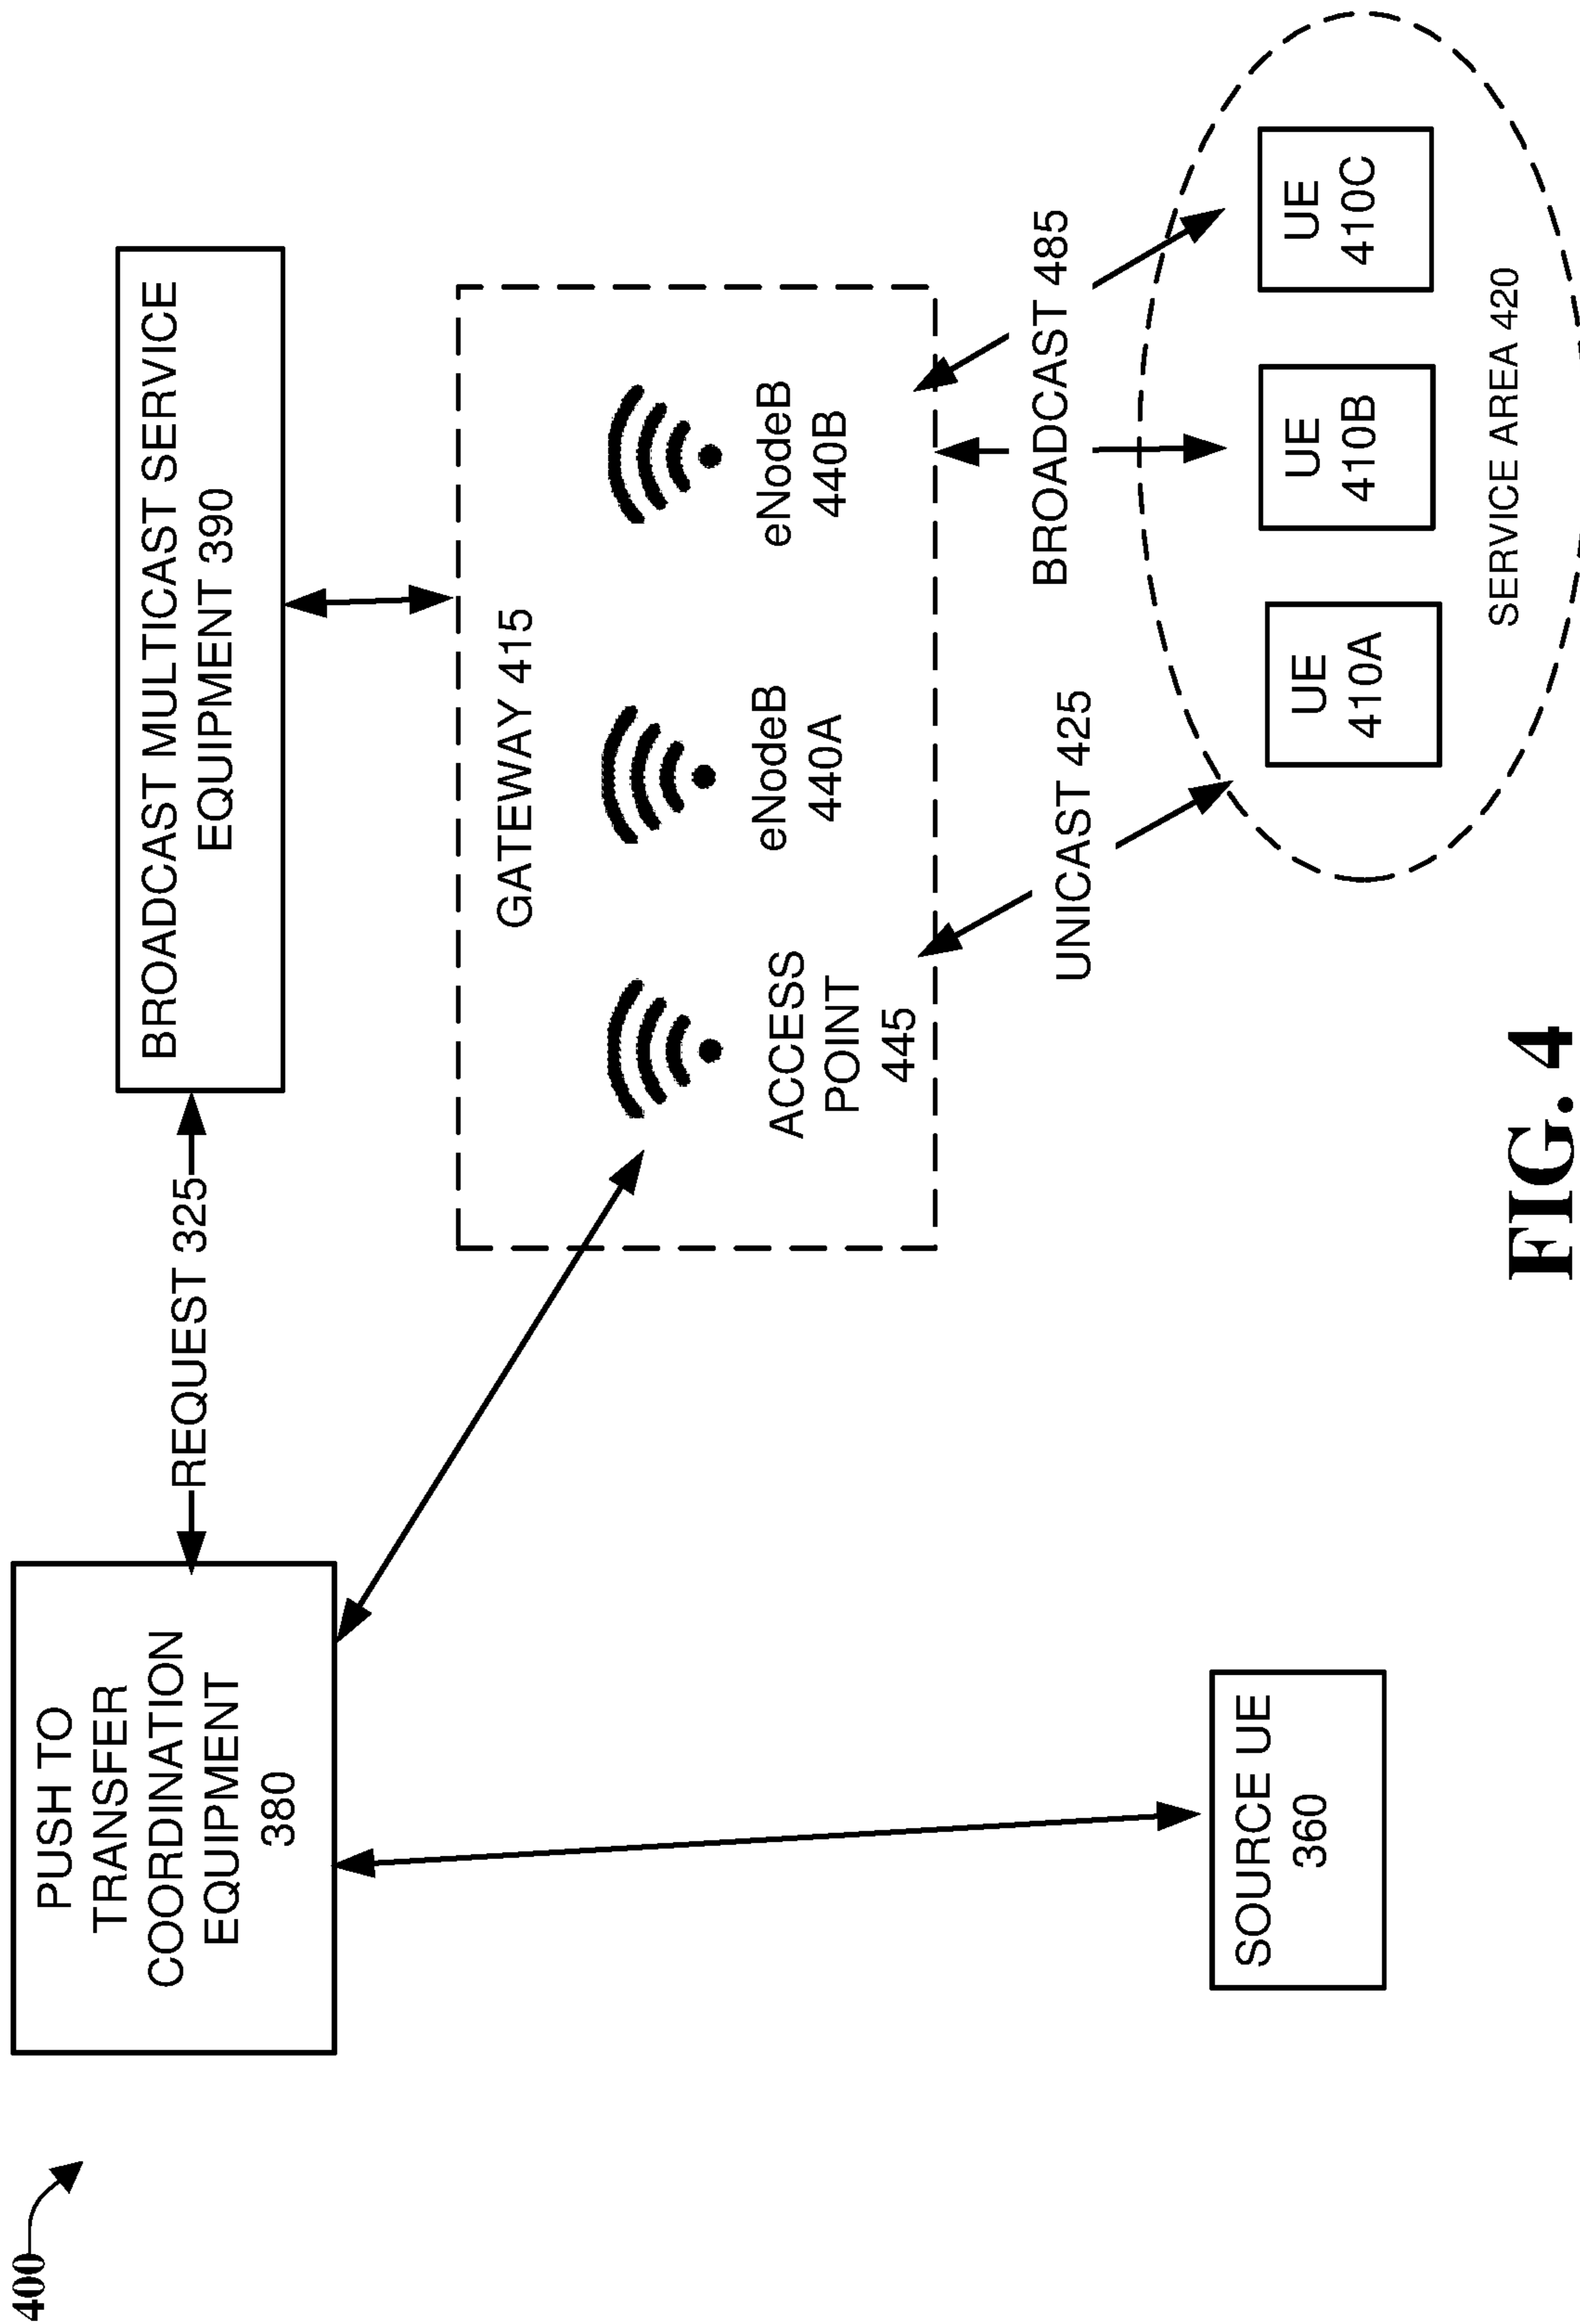 400
PUSH TO
TRANSFER
COORDINATION
EQUIPMENT
380
REQUEST 325
BROADCAST MULTICAST SERVICE
EQUIPMENT 390
GATEWAY 415
ACCESS
POINT
445
eNodeB
440A
eNodeB
440B
UNICAST 425
BROADCAST 485
SOURCE UE
360
UE
410A
UE
410B
UE
410C
SERVICE AREA 420
FIG. 4